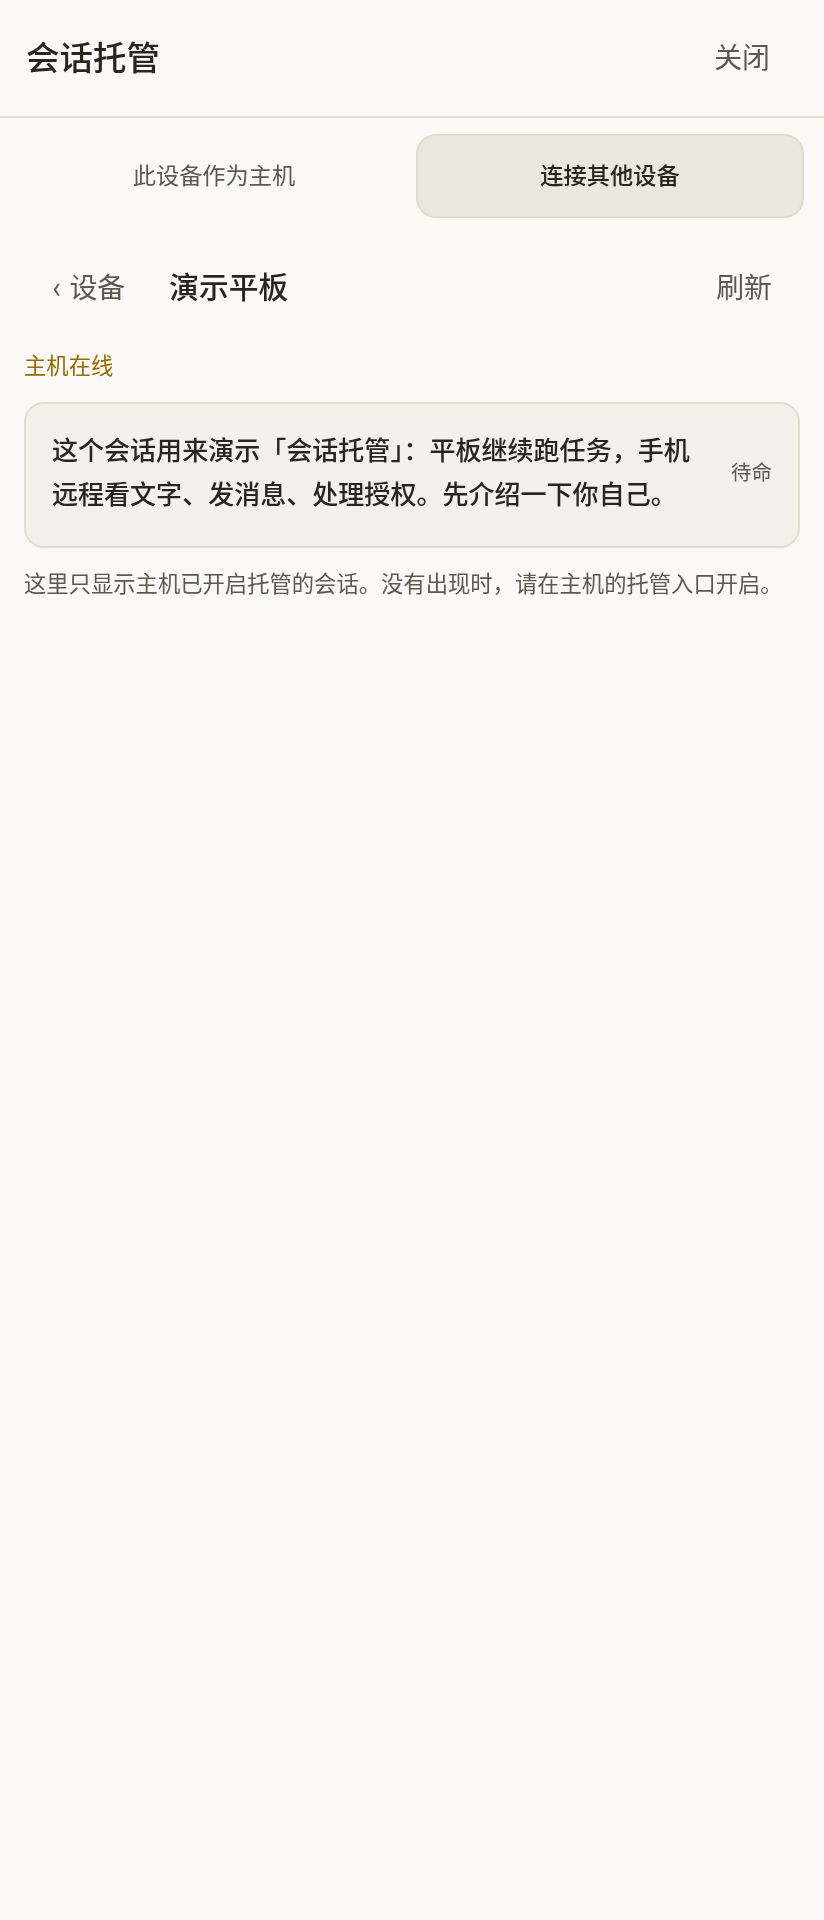 会话托管
关闭
此设备作为主机
连接其他设备
‹ 设备
演示平板
刷新
主机在线
这个会话用来演示「会话托管」：平板继续跑任务，手机
远程看文字、发消息、处理授权。先介绍一下你自己。
待命
这里只显示主机已开启托管的会话。没有出现时，请在主机的托管入口开启。